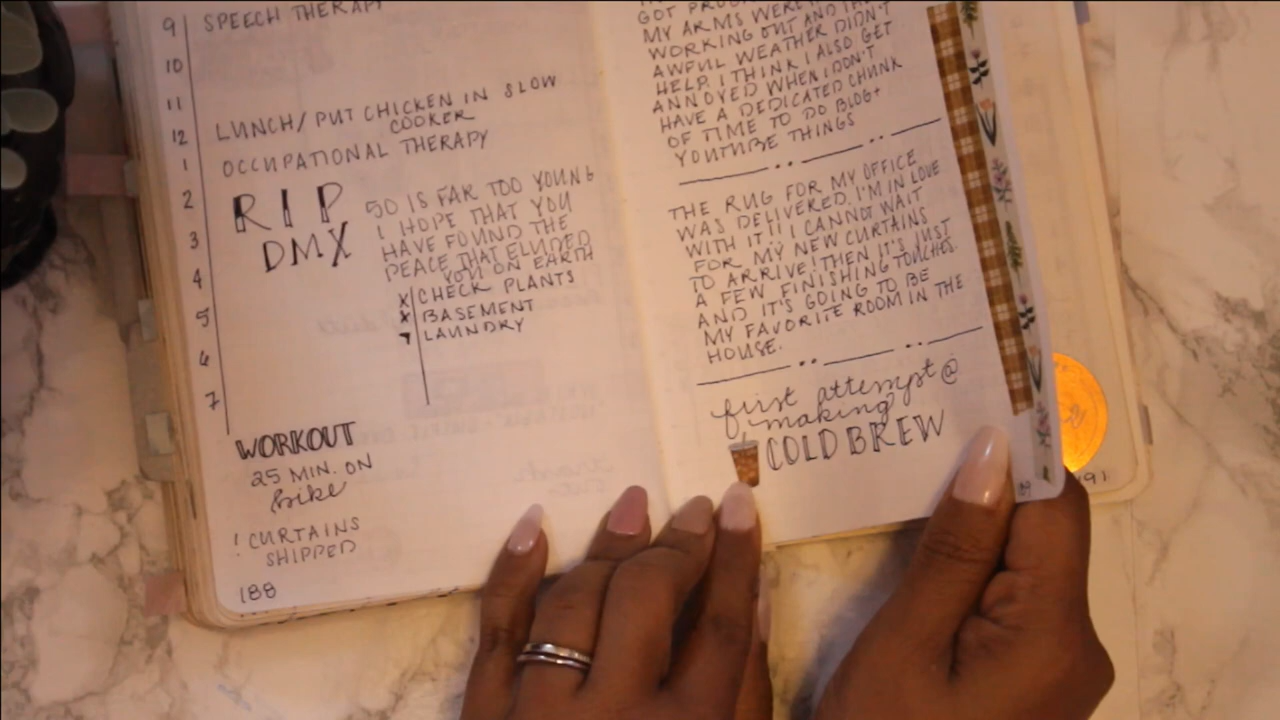 9 SPEECH THERAPY
10
11
12 LUNCH/PUT CHICKEN IN SLOW
COOKER
1 OCCUPATIONAL THERAPY
2
3
4
5
6
7
RIP
DMX
50 IS FAR TOO YOUNG
I HOPE THAT YOU
HAVE FOUND THE
PEACE THAT ELUDED
YOU ON EARTH
X CHECK PLANTS
X BASEMENT
LAUNDRY
WORKOUT
25 MIN. ON
bike
! CURTAINS
SHIPPED
188
GOT
MY ARMS WERE
WORKING OUT AND THE
AWFUL WEATHER DIDN'T
HELP. I THINK I ALSO GET
ANNOYED WHEN I DON'T
HAVE A DEDICATED CHUNK
OF TIME TO DO BLOG+
YOUTUBE THINGS
THE RUG FOR MY OFFICE
WAS DELIVERED. I'M IN LOVE
WITH IT!! I CANNOT WAIT
FOR MY NEW CURTAINS
TO ARRIVE! THEN IT'S JUST
A FEW FINISHING TOUCHES.
AND IT'S GOING TO BE
MY FAVORITE ROOM IN THE
HOUSE.
first attempt @
making
COLD BREW
191